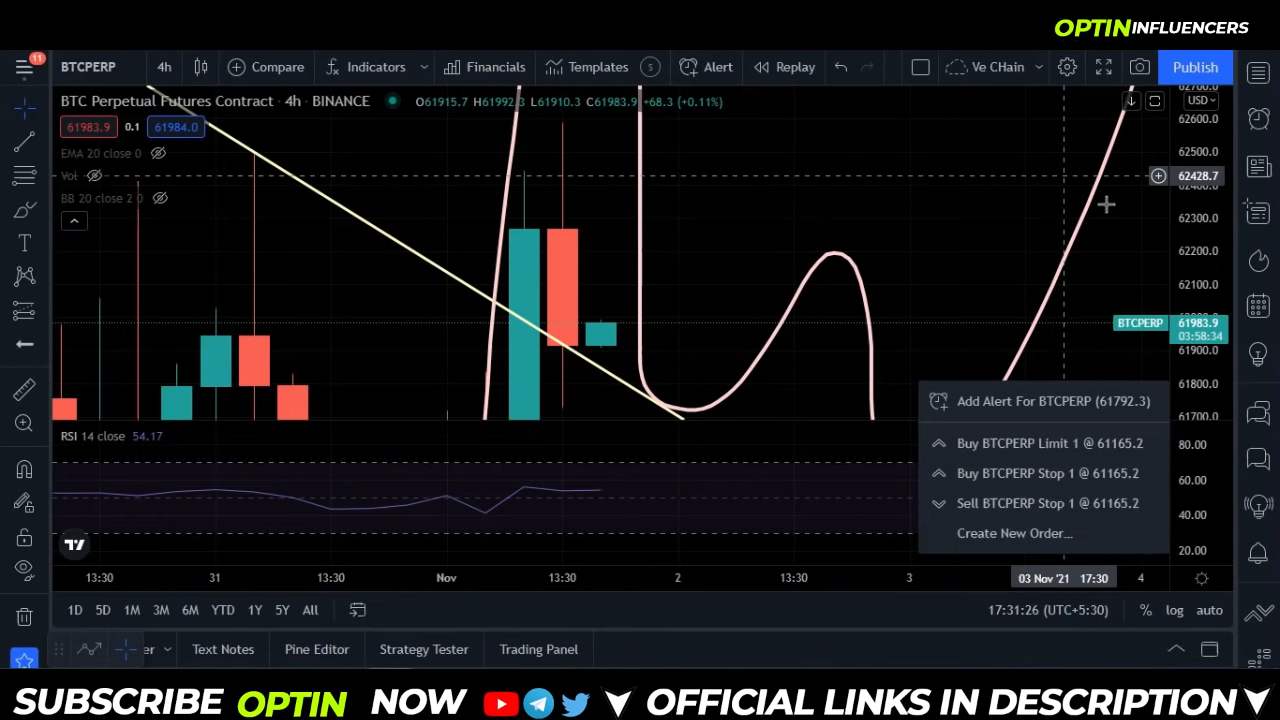 OPTIN INFLUENCERS
11
BTCPERP
4h
Compare
Indicators
Financials
Templates
5
Alert
Replay
Ve CHain
Publish
BTC Perpetual Futures Contract · 4h · BINANCE
O61915.7 H61992.3 L61910.3 C61983.9 +68.3 (+0.11%)
USD
61983.9
0.1
61984.0
EMA 20 close 0
Vol
BB 20 close 2 0
62600.0
62500.0
62428.7
62300.0
62200.0
62100.0
BTCPERP
61983.9
03:58:34
61900.0
61800.0
61700.0
RSI 14 close 54.17
80.00
60.00
40.00
20.00
Add Alert For BTCPERP (61792.3)
Buy BTCPERP Limit 1 @ 61165.2
Buy BTCPERP Stop 1 @ 61165.2
Sell BTCPERP Stop 1 @ 61165.2
Create New Order...
13:30
31
13:30
Nov
13:30
2
13:30
3
03 Nov '21 17:30
4
1D
5D
1M
3M
6M
YTD
1Y
5Y
All
17:31:26 (UTC+5:30)
%
log
auto
Text Notes
Pine Editor
Strategy Tester
Trading Panel
SUBSCRIBE OPTIN NOW
OFFICIAL LINKS IN DESCRIPTION